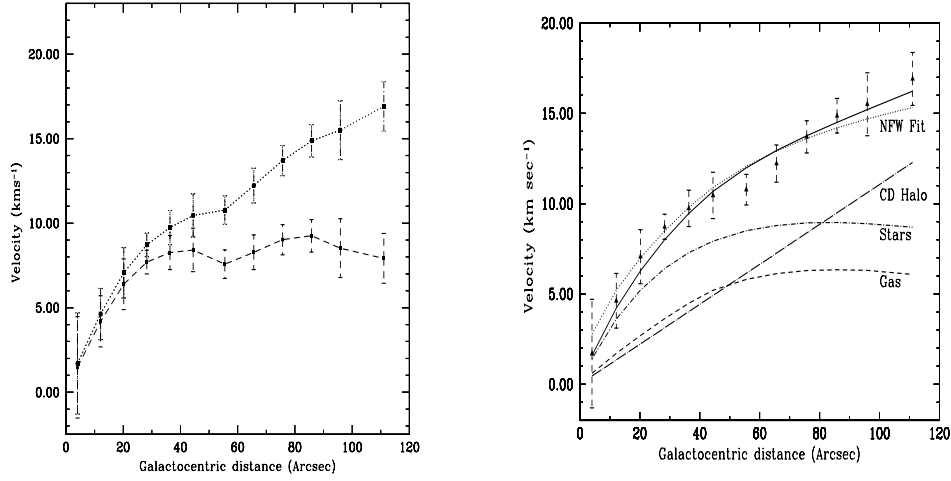 20.00
15.00
10.00
5.00
0.00
Velocity (kms⁻¹)
0 20 40 60 80 100 120
Galactocentric distance (Arcsec)
20.00
15.00
10.00
5.00
0.00
Velocity (km sec⁻¹)
NFW Fit
CD Halo
Stars
Gas
0 20 40 60 80 100 120
Galactocentric distance (Arcsec)